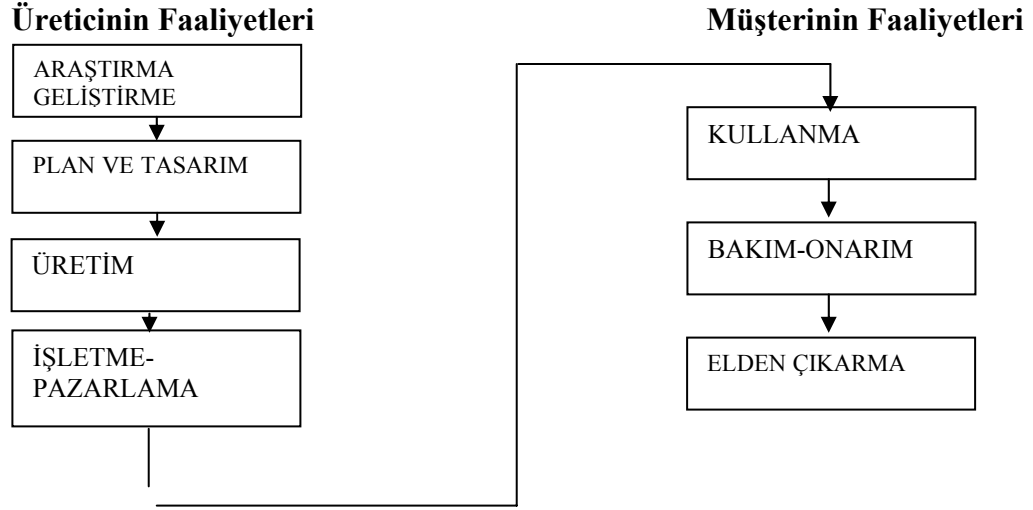 Üreticinin Faaliyetleri
Müşterinin Faaliyetleri
ARAŞTIRMA
GELİŞTİRME
PLAN VE TASARIM
ÜRETİM
İŞLETME-
PAZARLAMA
KULLANMA
BAKIM-ONARIM
ELDEN ÇIKARMA